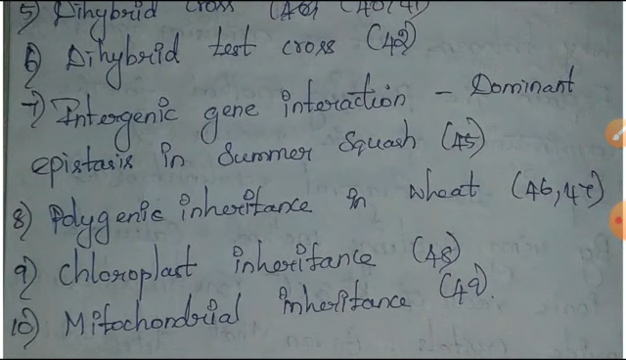 5) Dihybrid cross (40, 41)
6) Dihybrid test cross (42)
7) Intergenic gene interaction - Dominant
epistasis in Summer Squash (45)
8) Polygenic inheritance in wheat (46,47)
9) Chloroplast inheritance (48)
10) Mitochondrial inheritance (49).